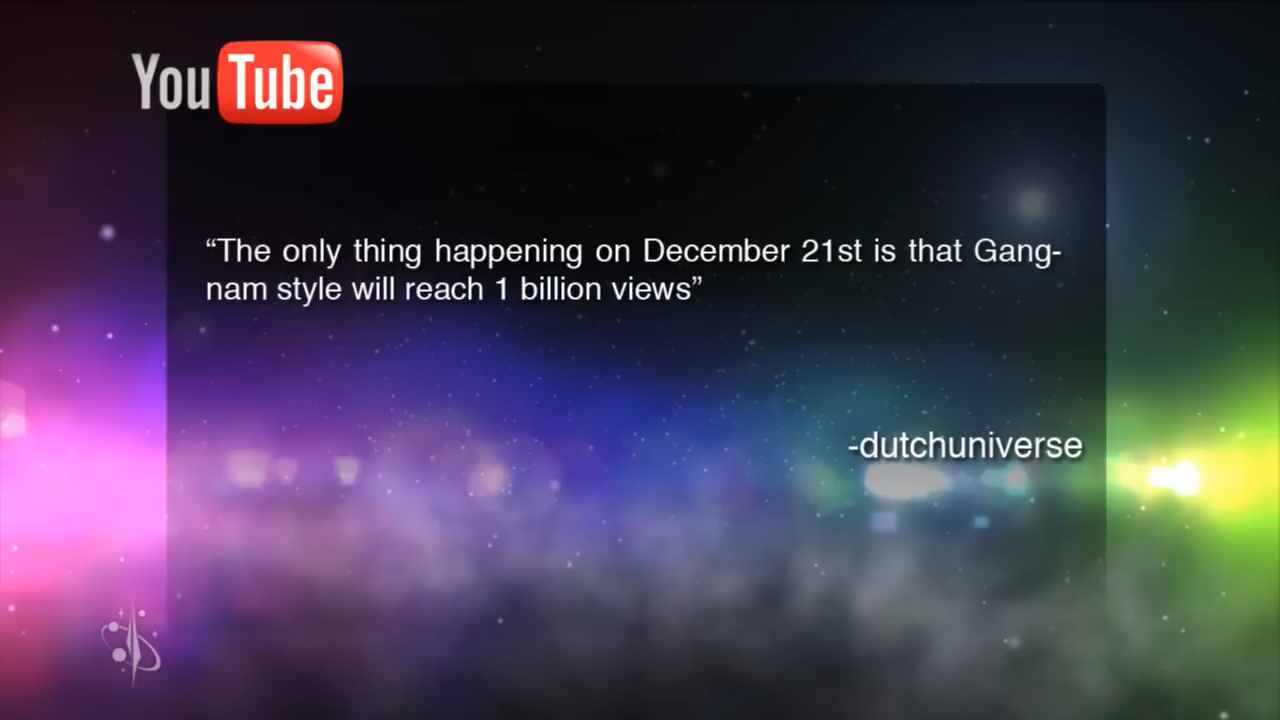 YouTube
“The only thing happening on December 21st is that Gang-
nam style will reach 1 billion views”
-dutchuniverse